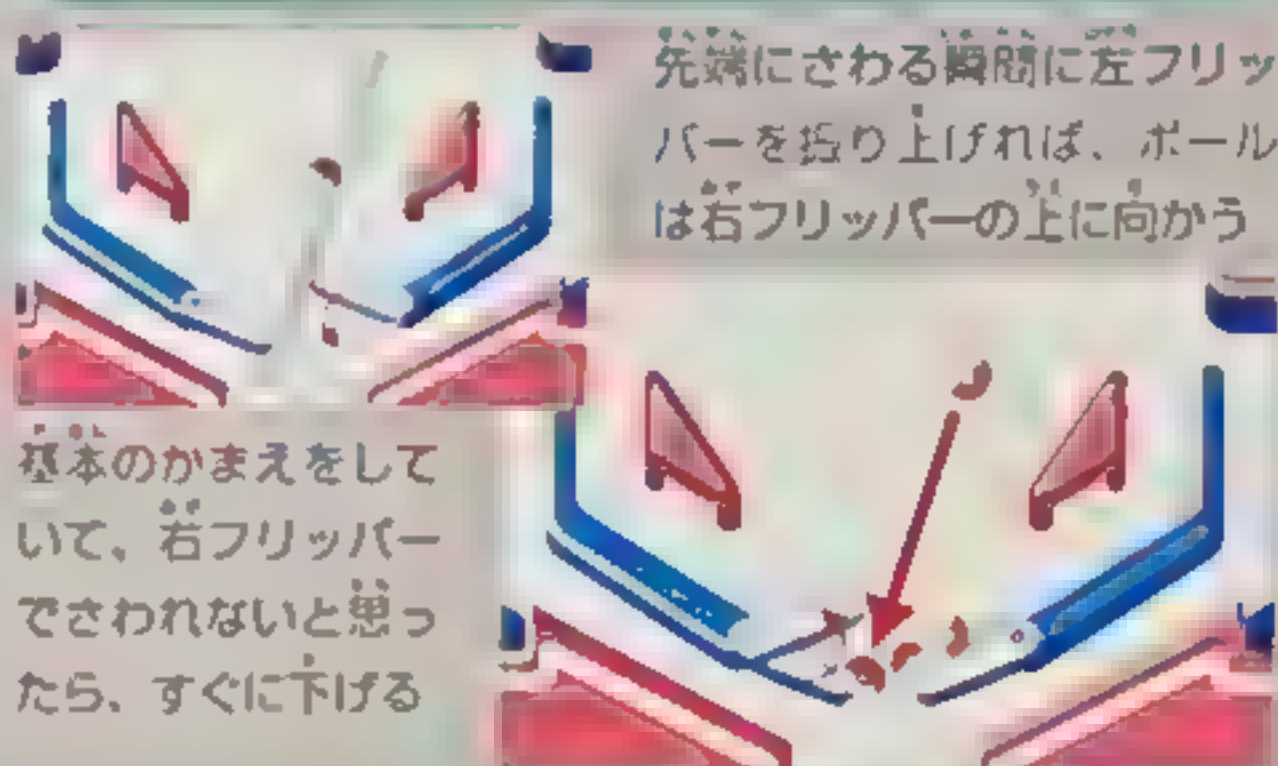 先端にさわる瞬間に左フリッ
バーを振り上げれば、ボール
は右フリッパーの上に向かう
基本のかまえをして
いて、右フリッパー
でさわれないと思っ
たら、すぐに下げる